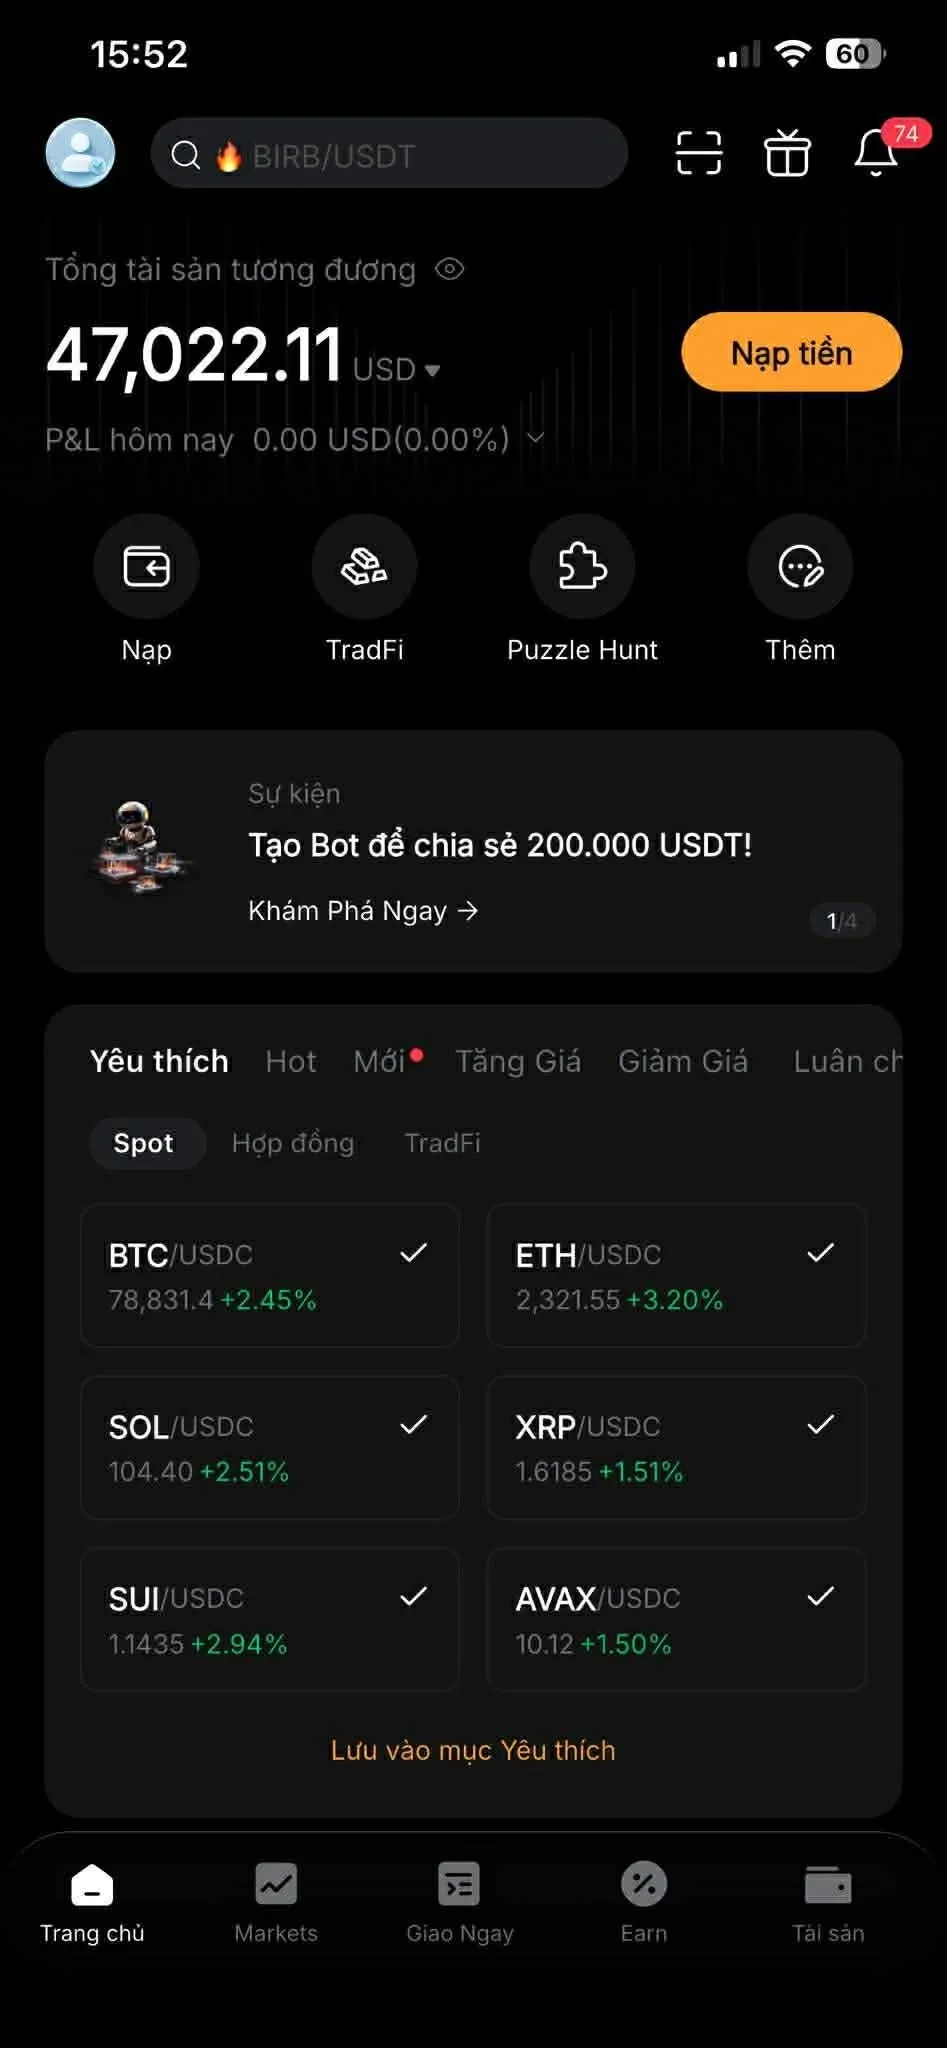 15:52
60
BIRB/USDT
74
Tổng tài sản tương đương
47,022.11 USD
Nạp tiền
P&L hôm nay 0.00 USD(0.00%)
Nạp
TradFi
Puzzle Hunt
Thêm
Sự kiện
Tạo Bot để chia sẻ 200.000 USDT!
Khám Phá Ngay →
1/4
Yêu thích Hot Mới Tăng Giá Giảm Giá Luân ch
Spot Hợp đồng TradFi
BTC/USDC
78,831.4 +2.45%
ETH/USDC
2,321.55 +3.20%
SOL/USDC
104.40 +2.51%
XRP/USDC
1.6185 +1.51%
SUI/USDC
1.1435 +2.94%
AVAX/USDC
10.12 +1.50%
Lưu vào mục Yêu thích
Trang chủ
Markets
Giao Ngay
Earn
Tài sản